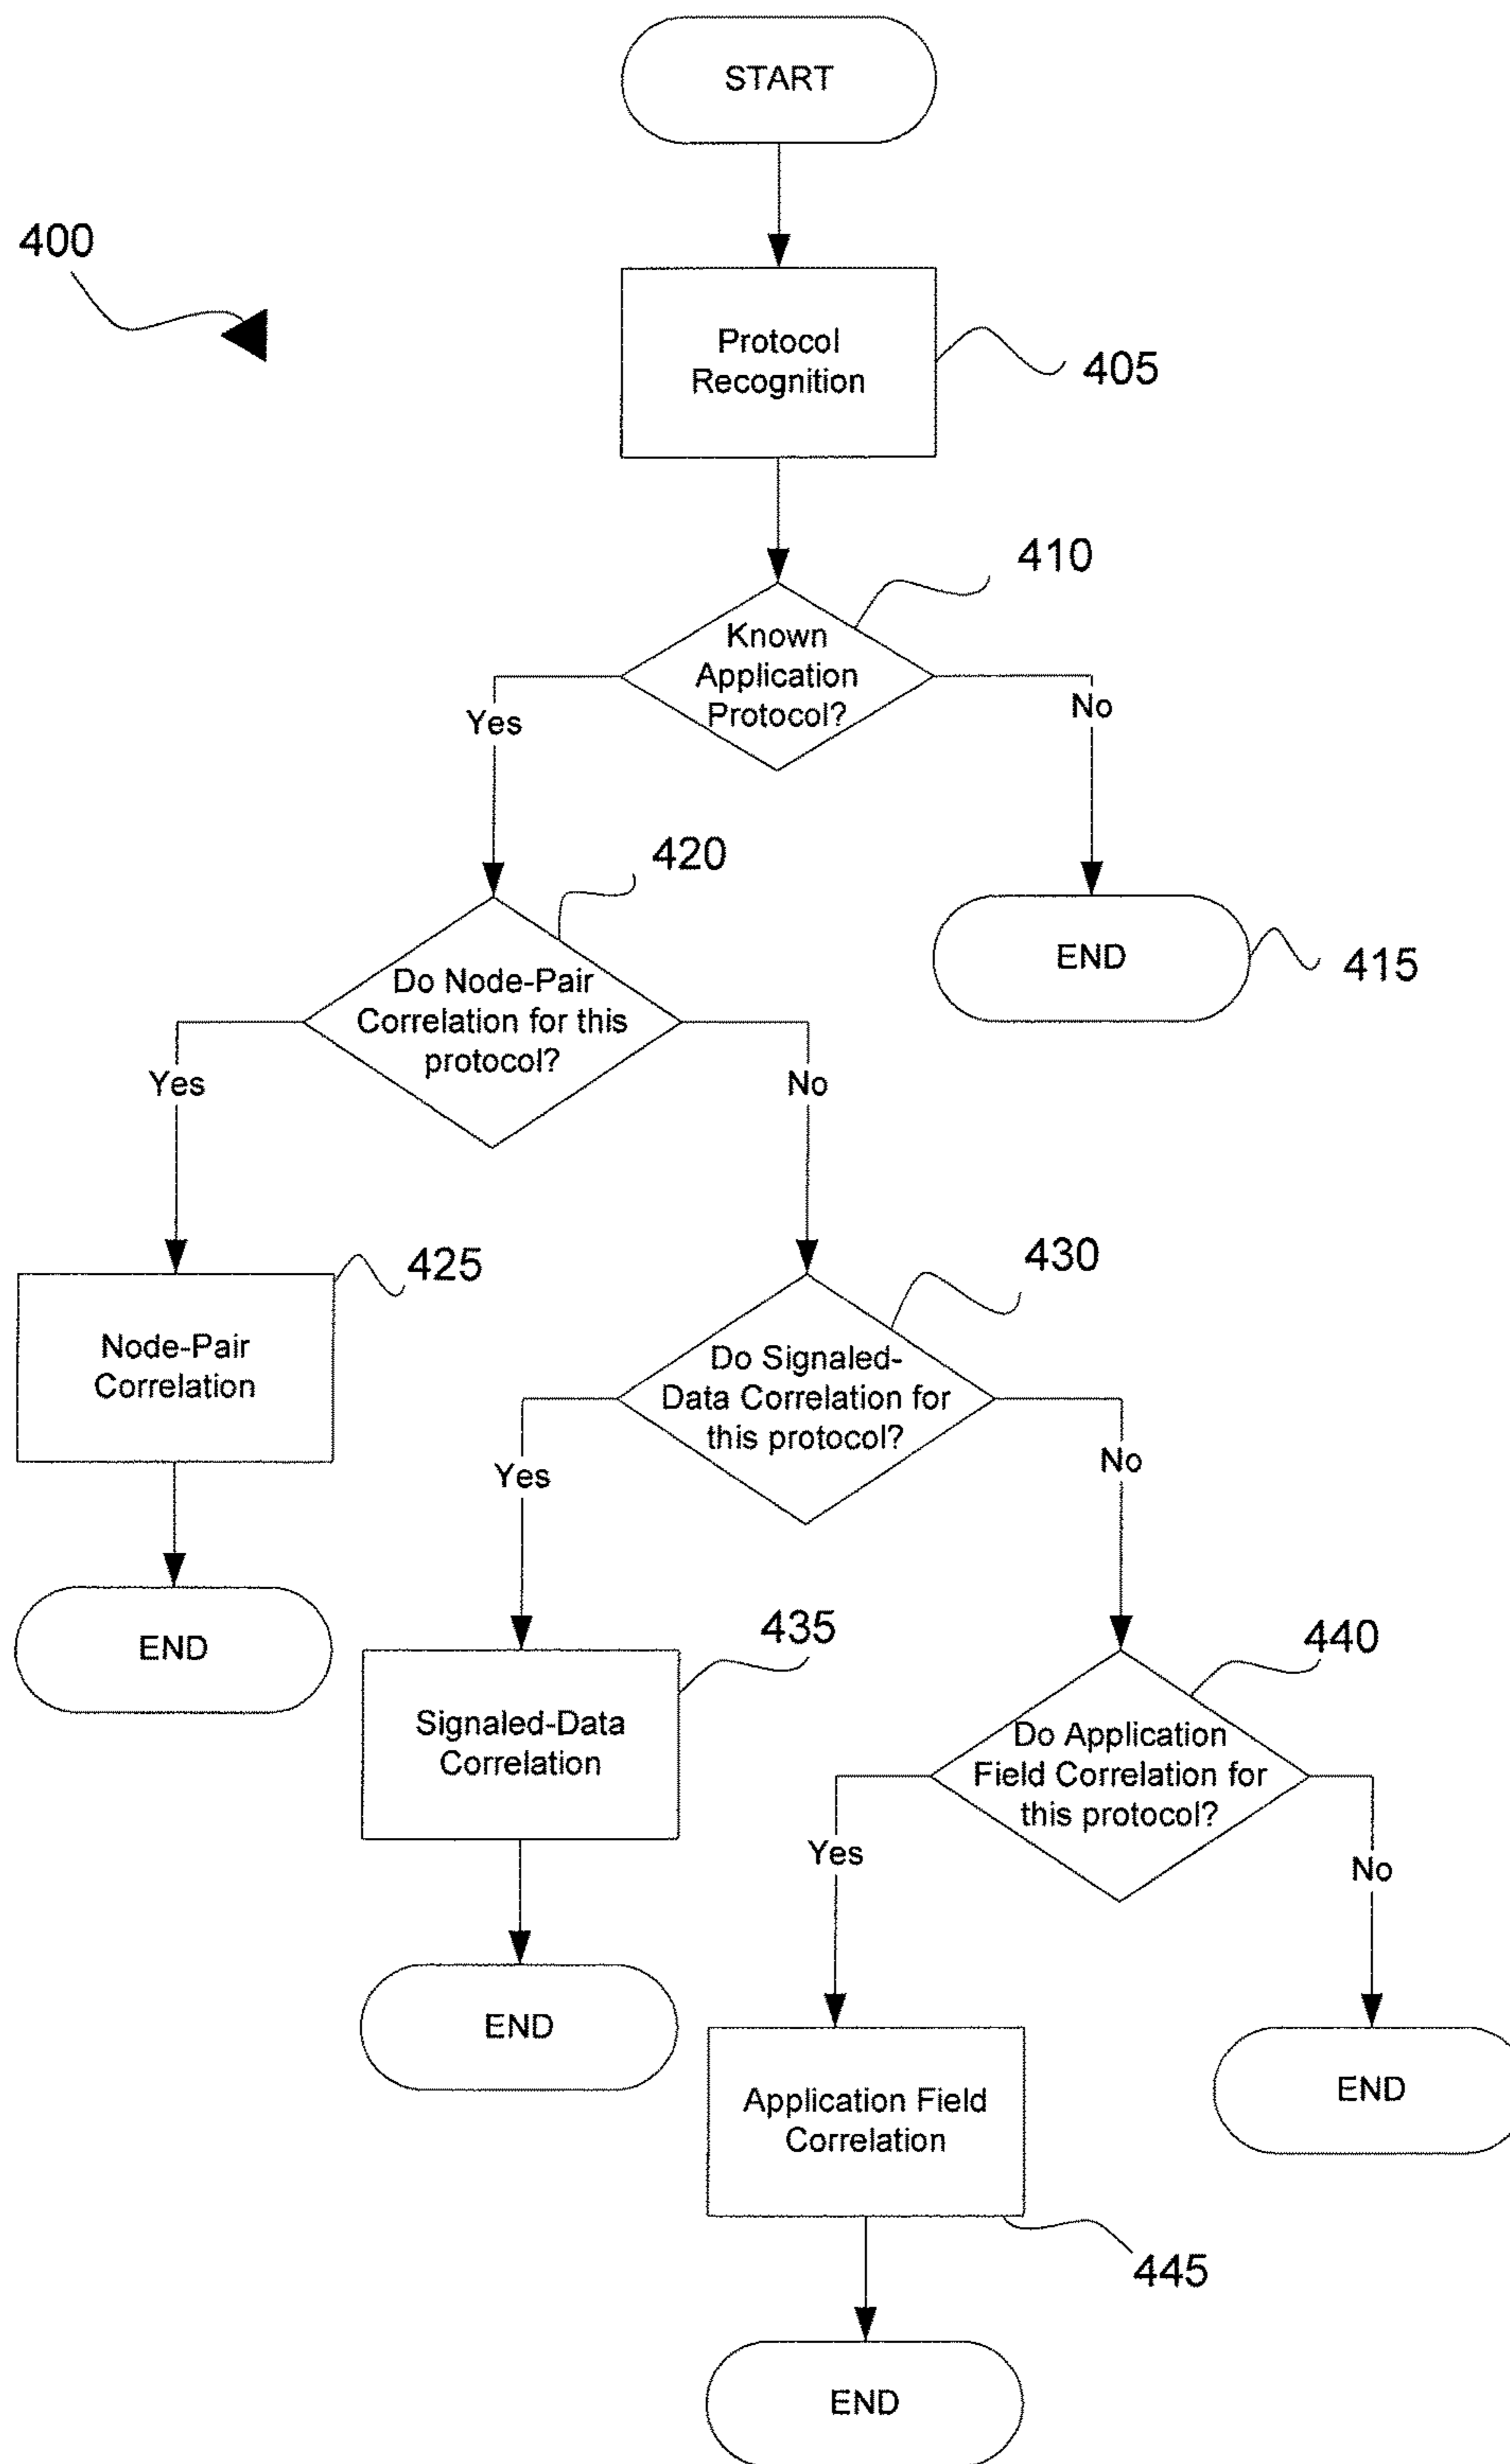 START
400
Protocol
Recognition
405
410
Known
Application
Protocol?
Yes
No
420
END
415
Do Node-Pair
Correlation for this
protocol?
Yes
No
425
430
Node-Pair
Correlation
Do Signaled-
Data Correlation for
this protocol?
Yes
No
END
435
440
Signaled-Data
Correlation
Do Application
Field Correlation for
this protocol?
Yes
No
END
END
Application Field
Correlation
445
END